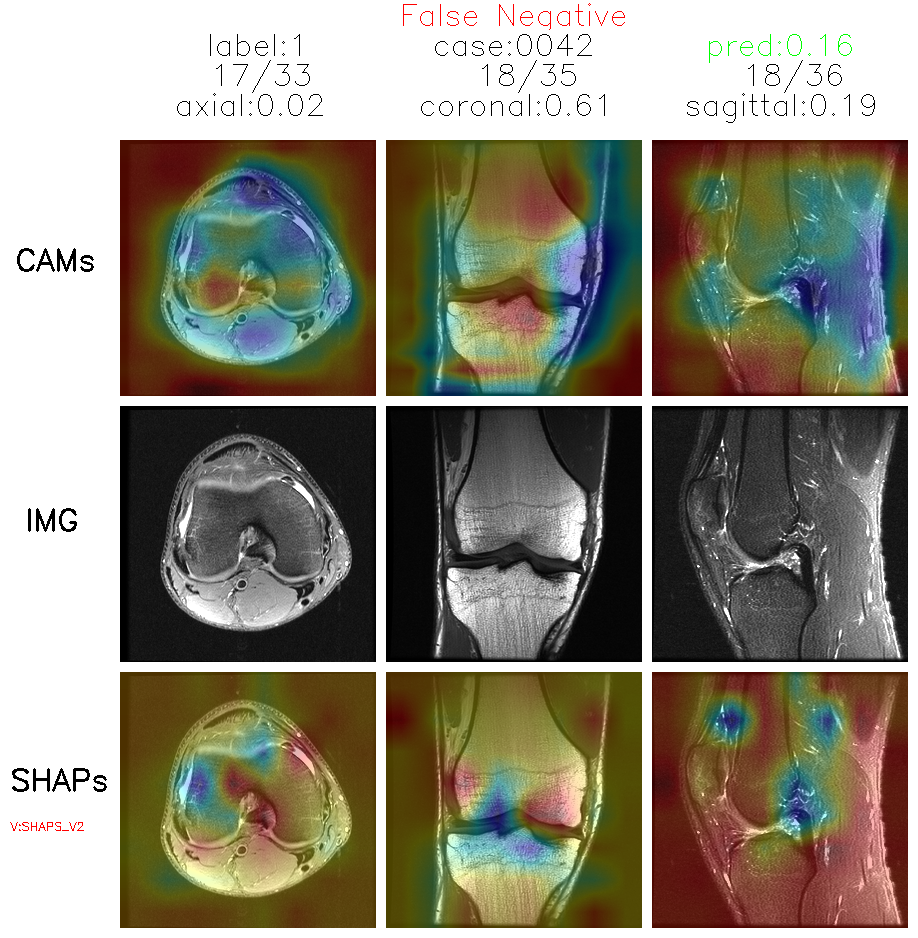 False Negative
label:1 case:0042 pred:0.16
17/33 18/35 18/36
axial:0.02 coronal:0.61 sagittal:0.19
CAMs
IMG
SHAPs
V:SHAPS_V2